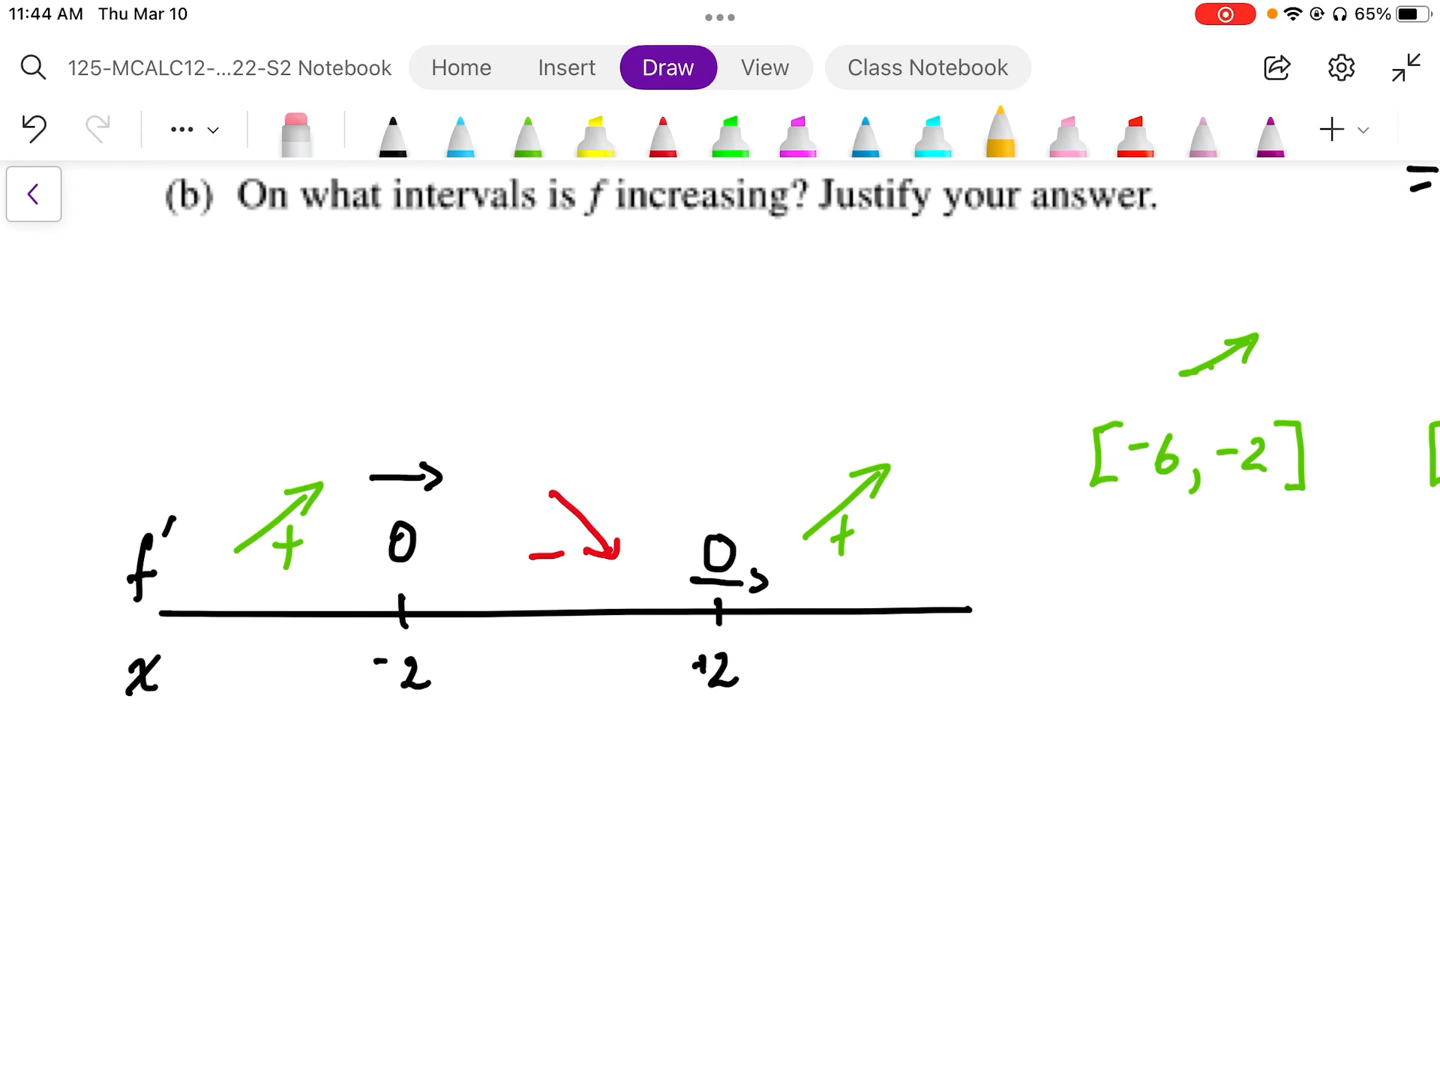 11:44 AM Thu Mar 10
65%
125-MCALC12-...22-S2 Notebook Home Insert Draw View Class Notebook
(b) On what intervals is f increasing? Justify your answer.
[-6, -2] [
f' + 0 - 0 +
x -2 +2